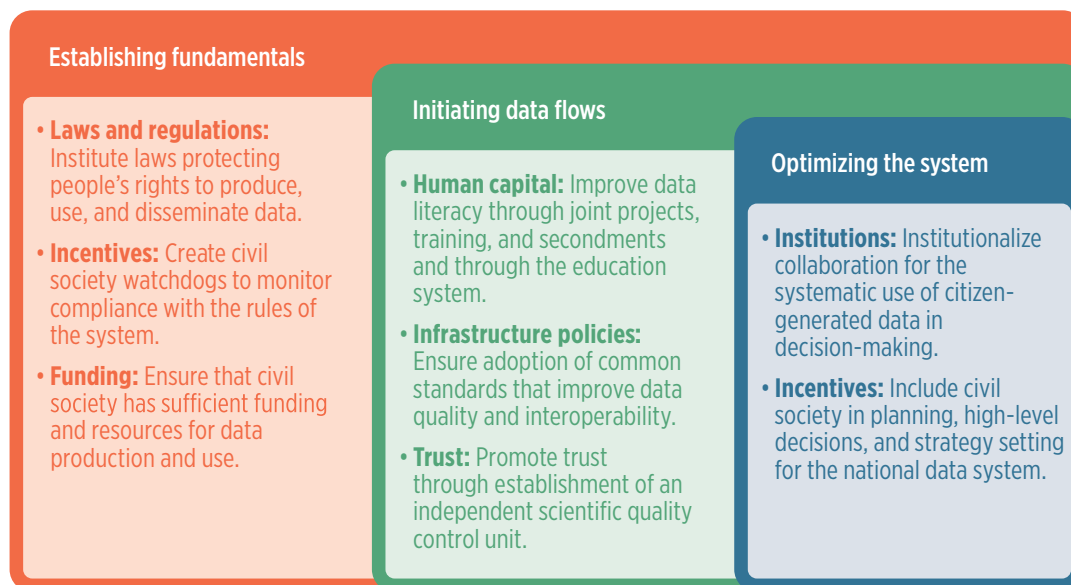 Establishing fundamentals
• Laws and regulations:
Institute laws protecting
people’s rights to produce,
use, and disseminate data.
• Incentives: Create civil
society watchdogs to monitor
compliance with the rules of
the system.
• Funding: Ensure that civil
society has sufficient funding
and resources for data
production and use.
Initiating data flows
• Human capital: Improve data
literacy through joint projects,
training, and secondments
and through the education
system.
• Infrastructure policies:
Ensure adoption of common
standards that improve data
quality and interoperability.
• Trust: Promote trust
through establishment of an
independent scientific quality
control unit.
Optimizing the system
• Institutions: Institutionalize
collaboration for the
systematic use of citizen-
generated data in
decision-making.
• Incentives: Include civil
society in planning, high-level
decisions, and strategy setting
for the national data system.